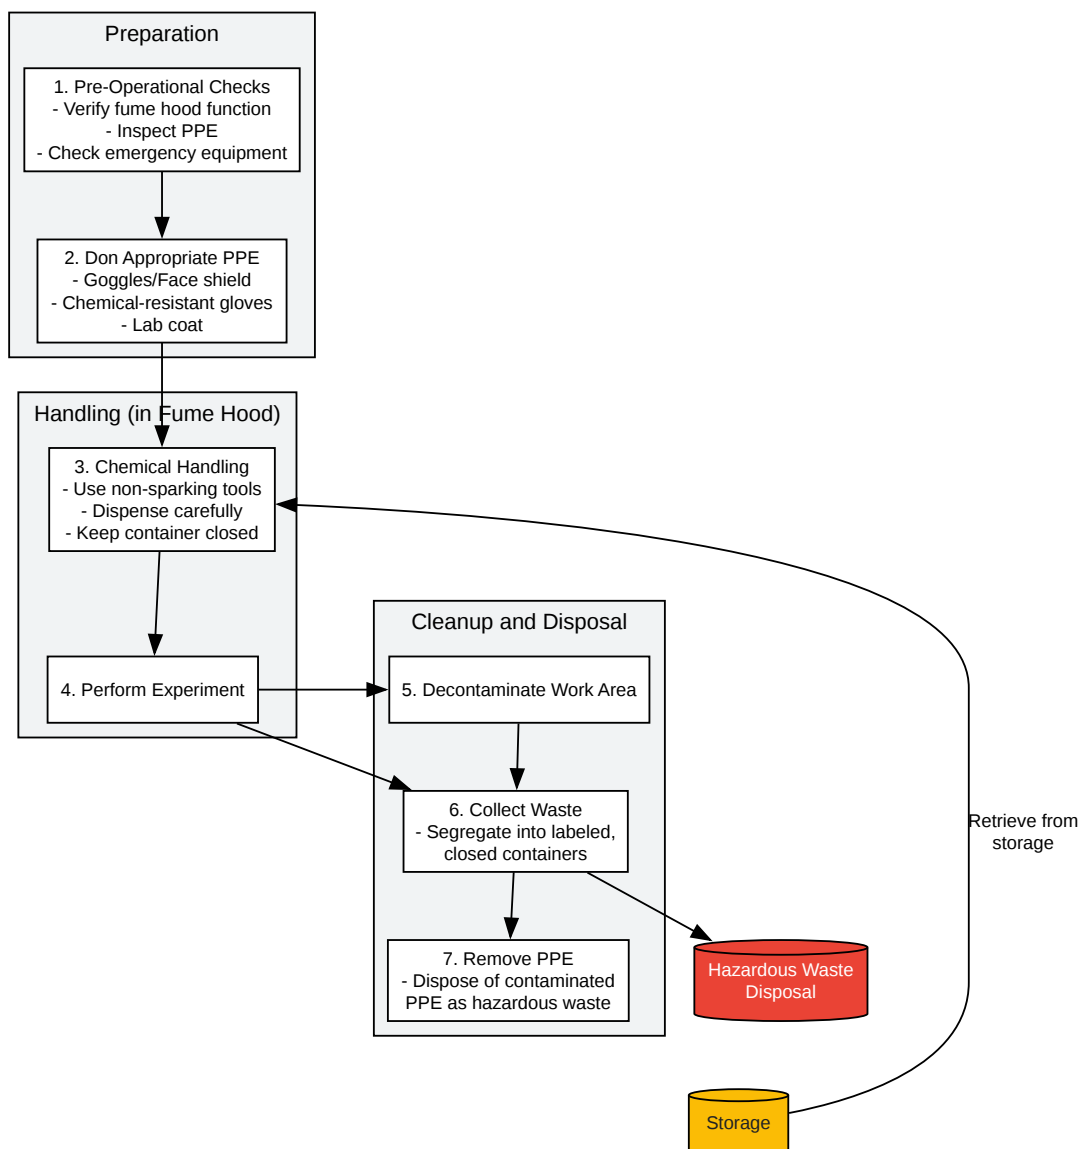 Preparation
1. Pre-Operational Checks
- Verify fume hood function
- Inspect PPE
- Check emergency equipment
2. Don Appropriate PPE
- Goggles/Face shield
- Chemical-resistant gloves
- Lab coat
Handling (in Fume Hood)
3. Chemical Handling
- Use non-sparking tools
- Dispense carefully
- Keep container closed
4. Perform Experiment
Cleanup and Disposal
5. Decontaminate Work Area
6. Collect Waste
- Segregate into labeled,
closed containers
7. Remove PPE
- Dispose of contaminated
PPE as hazardous waste
Hazardous Waste
Disposal
Retrieve from
storage
Storage